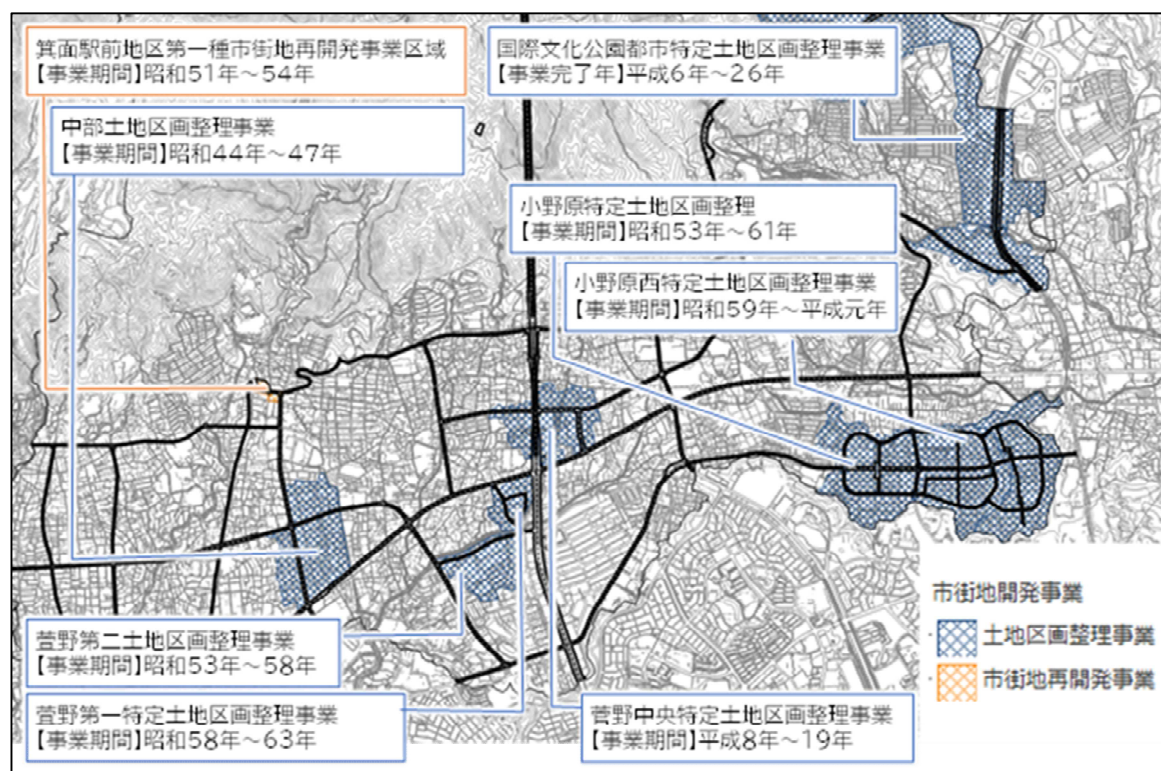 箕面駅前地区第一種市街地再開発事業区域
【事業期間】昭和51年～54年
国際文化公園都市特定土地区画整理事業
【事業完了年】平成6年～26年
中部土地区画整理事業
【事業期間】昭和44年～47年
小野原特定土地区画整理
【事業期間】昭和53年～61年
小野原西特定土地区画整理事業
【事業期間】昭和59年～平成元年
萱野第二土地区画整理事業
【事業期間】昭和53年～58年
萱野第一特定土地区画整理事業
【事業期間】昭和58年～63年
菅野中央特定土地区画整理事業
【事業期間】平成8年～19年
市街地開発事業
土地区画整理事業
市街地再開発事業